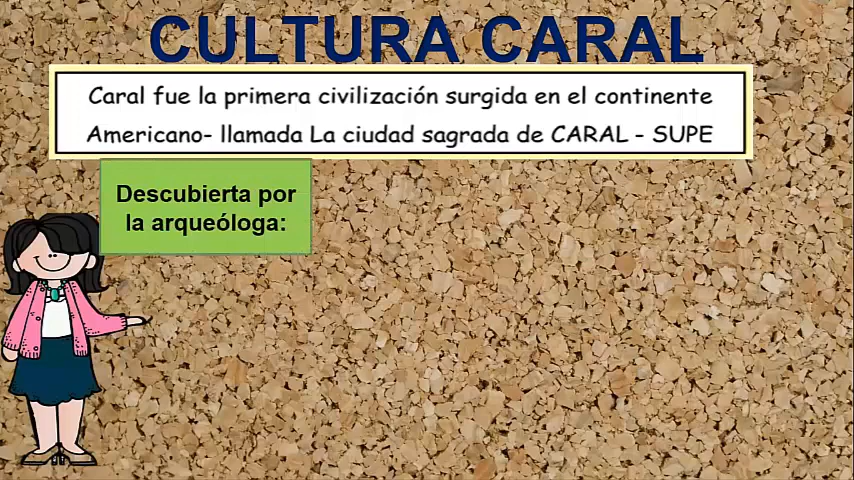 CULTURA CARAL
Caral fue la primera civilización surgida en el continente
Americano- llamada La ciudad sagrada de CARAL - SUPE
Descubierta por
la arqueóloga: